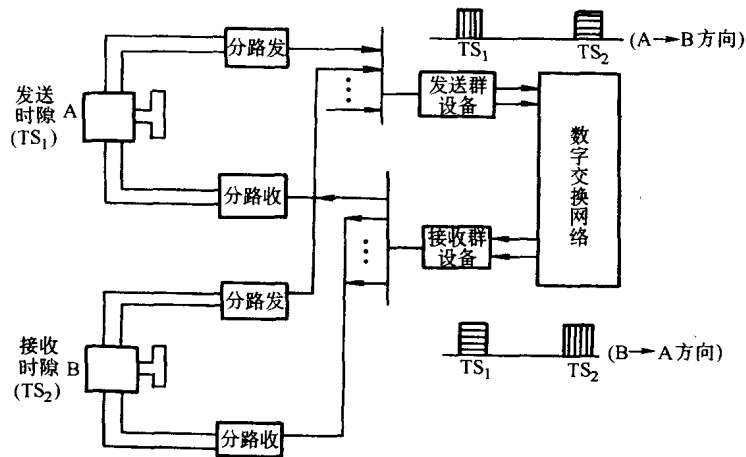 分路发
TS₁
TS₂
(A→B方向)
发送
时隙 A
(TS₁)
发送群
设备
数字交换网络
分路收
接收群
设备
分路发
接收
时隙 B
(TS₂)
TS₁
TS₂
(B→A方向)
分路收